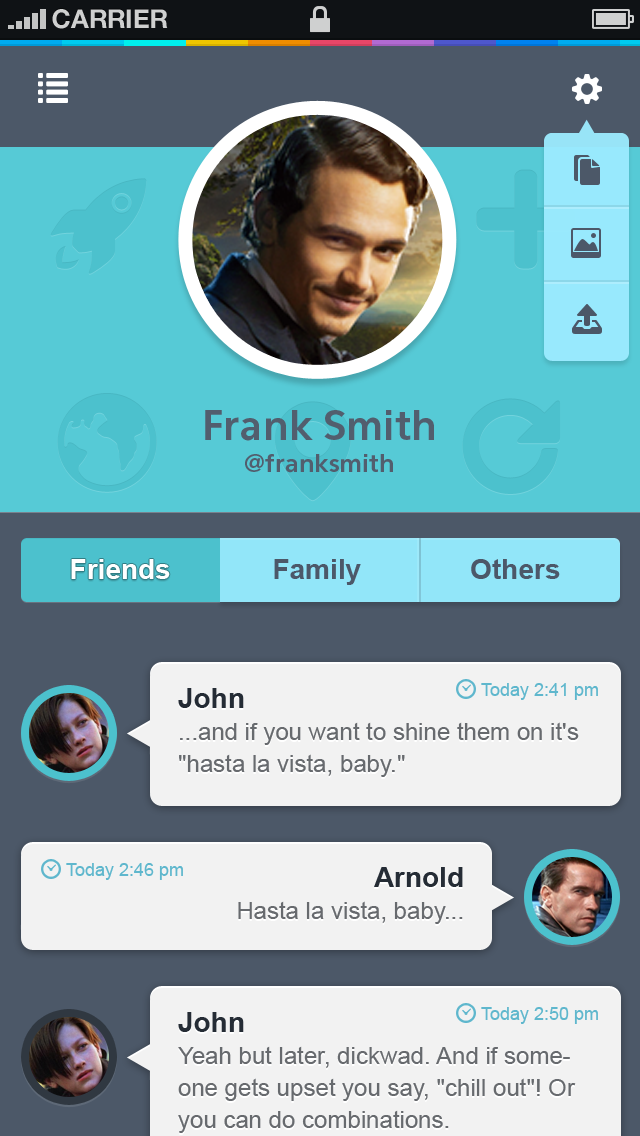 CARRIER
Frank Smith
@franksmith
Friends Family Others
John Today 2:41 pm
...and if you want to shine them on it's
"hasta la vista, baby."
Today 2:46 pm Arnold
Hasta la vista, baby...
John Today 2:50 pm
Yeah but later, dickwad. And if some-
one gets upset you say, "chill out"! Or
you can do combinations.